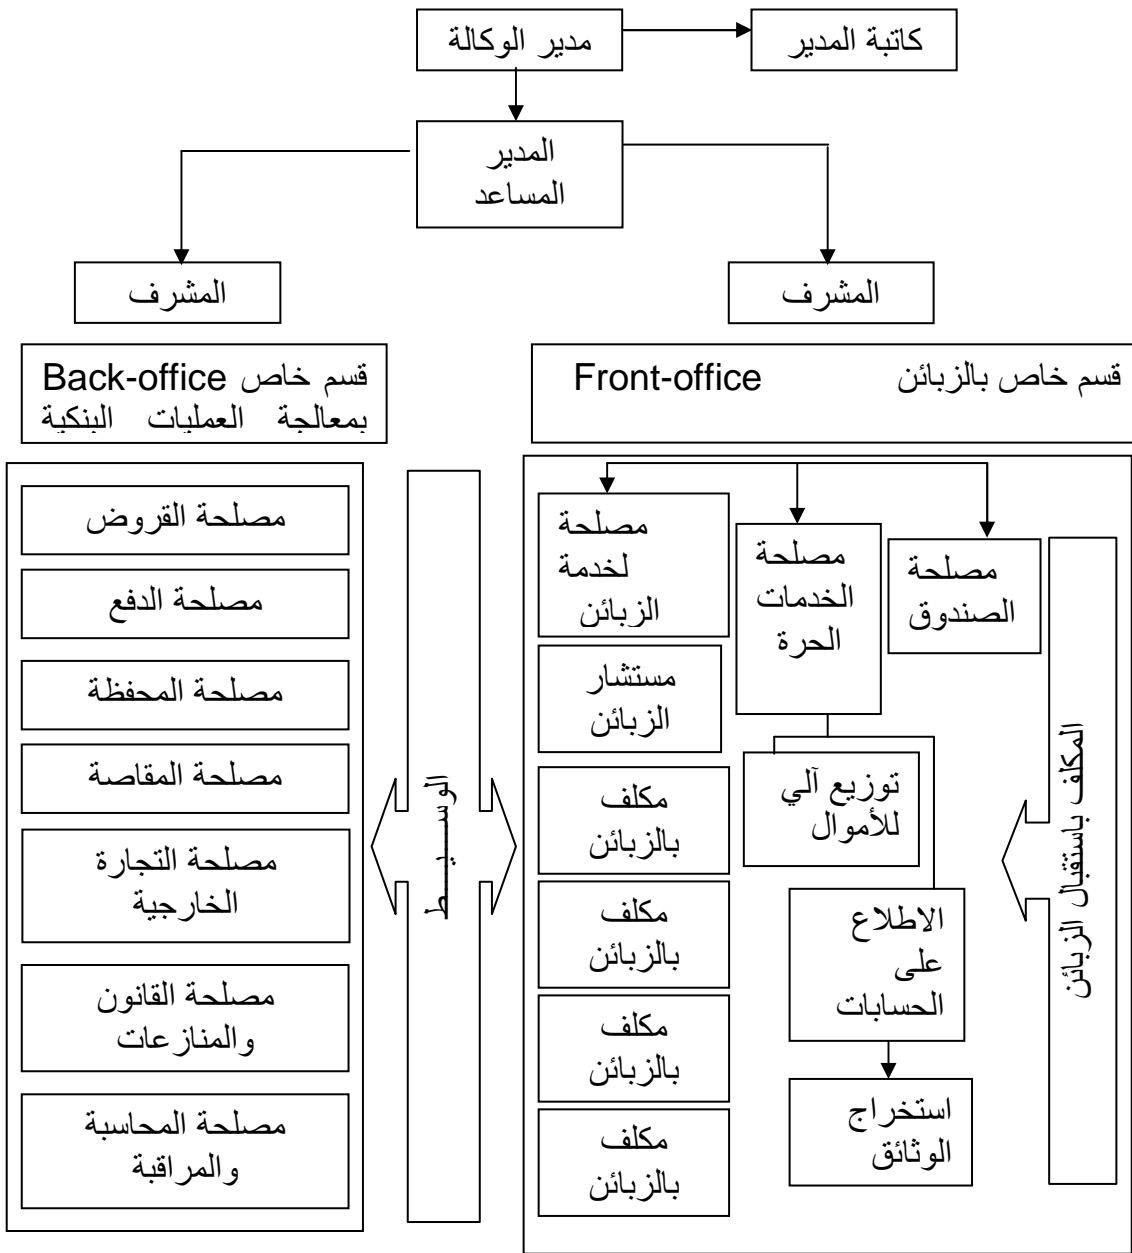 مدير الوكالة
كاتبة المدير
المدير
المساعد
المشرف
المشرف
قسم خاص بالزبائن Front-office
قسم خاص Back-office
بمعالجة العمليات البنكية
مصلحة
الصندوق
مصلحة
الخدمات
الحرة
مصلحة
لخدمة
الزبائن
مستشار
الزبائن
توزيع آلي
للأموال
مكلف
بالزبائن
مكلف
بالزبائن
مكلف
بالزبائن
مكلف
بالزبائن
الاطلاع
على
الحسابات
استخراج
الوثائق
المكلف باستقبال الزبائن
الوسـيـط
مصلحة القروض
مصلحة الدفع
مصلحة المحفظة
مصلحة المقاصة
مصلحة التجارة
الخارجية
مصلحة القانون
والمنازعات
مصلحة المحاسبة
والمراقبة